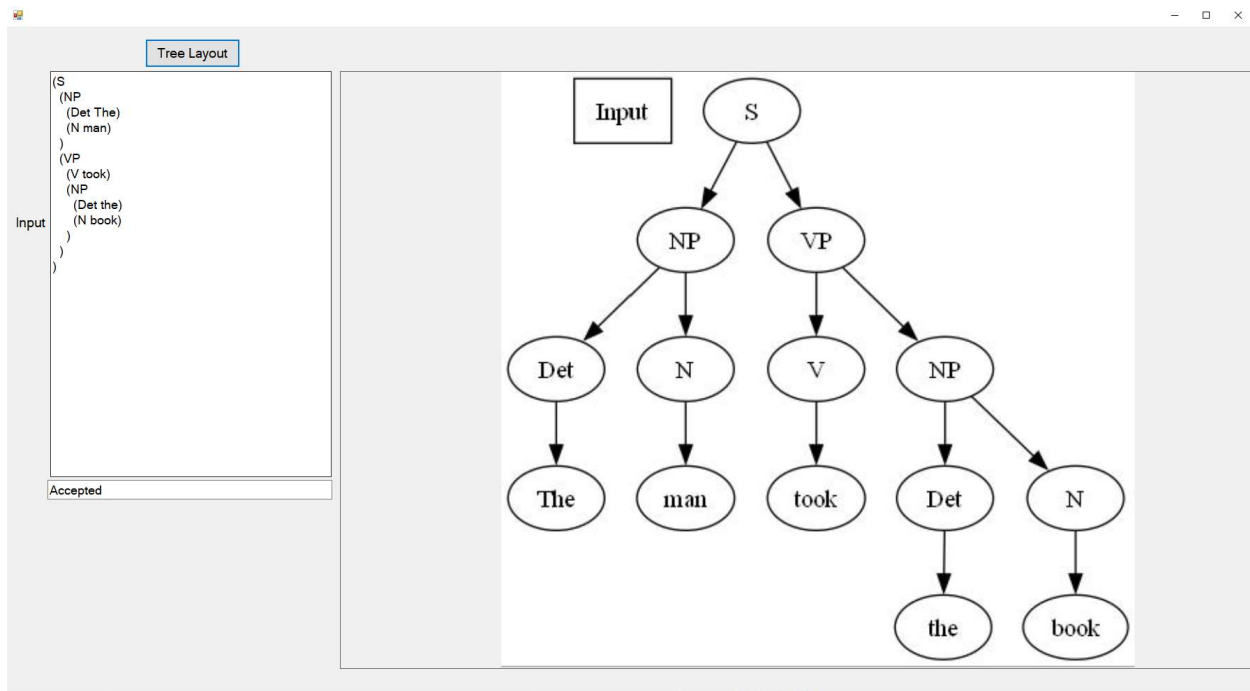 Tree Layout
Input
(S
(NP
(Det The)
(N man)
)
(VP
(V took)
(NP
(Det the)
(N book)
)
)
)
Accepted
Input S
NP VP
Det N V NP
The man took Det N
the book